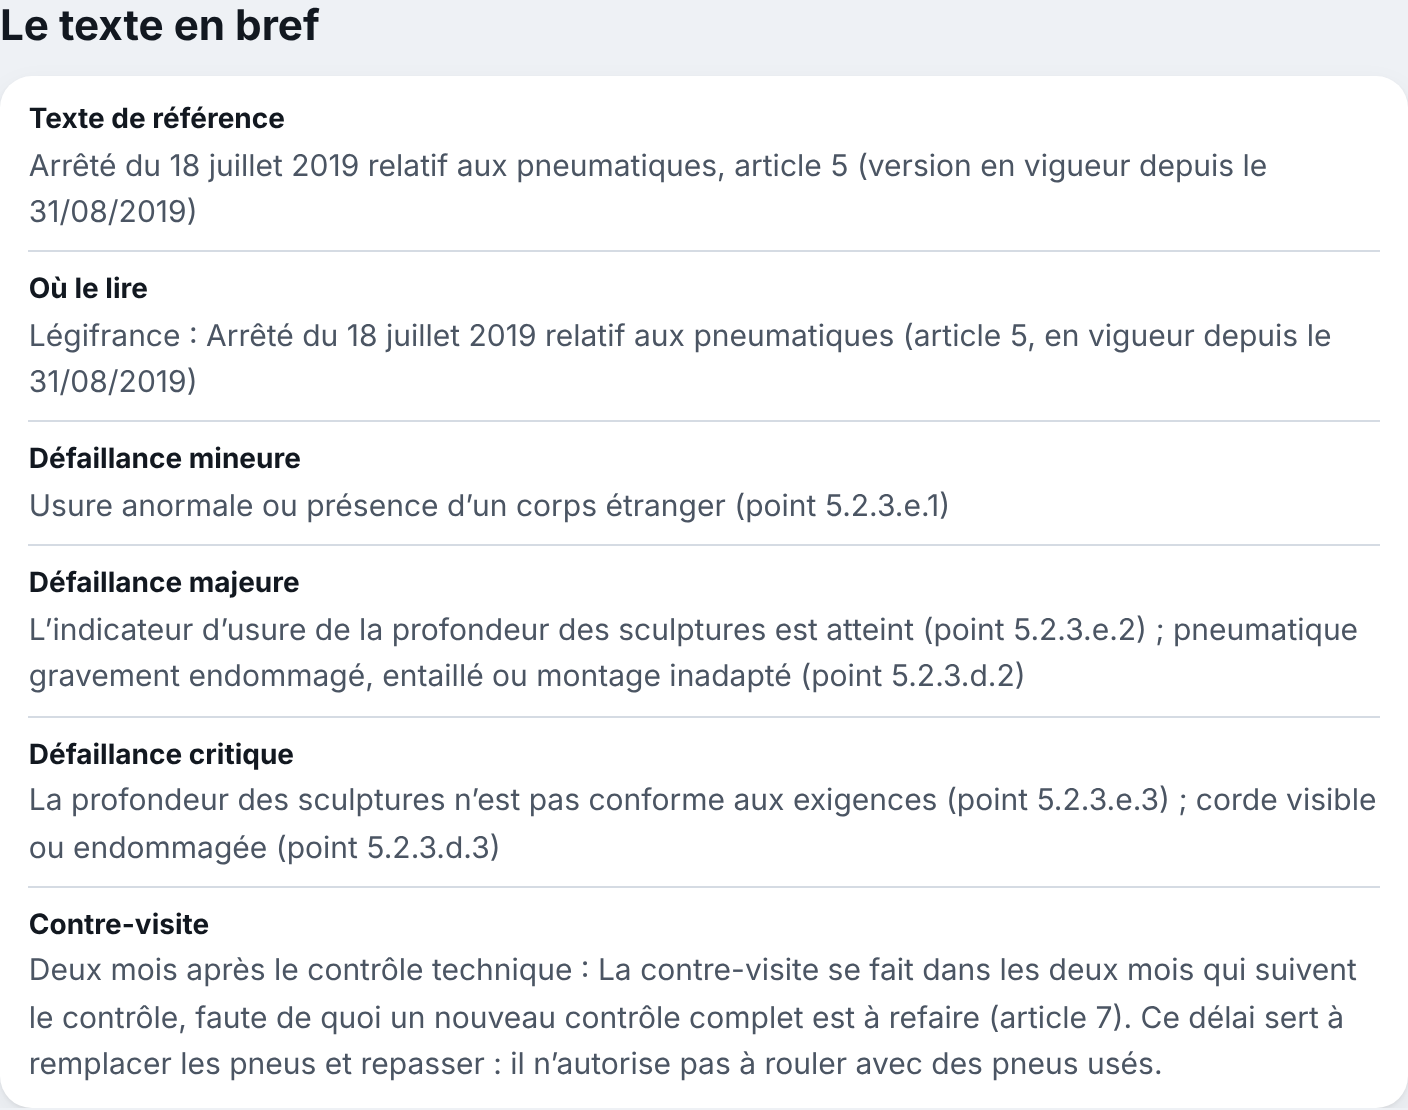 Le texte en bref
Texte de référence
Arrêté du 18 juillet 2019 relatif aux pneumatiques, article 5 (version en vigueur depuis le
31/08/2019)
Où le lire
Légifrance : Arrêté du 18 juillet 2019 relatif aux pneumatiques (article 5, en vigueur depuis le
31/08/2019)
Défaillance mineure
Usure anormale ou présence d’un corps étranger (point 5.2.3.e.1)
Défaillance majeure
L’indicateur d’usure de la profondeur des sculptures est atteint (point 5.2.3.e.2) ; pneumatique
gravement endommagé, entaillé ou montage inadapté (point 5.2.3.d.2)
Défaillance critique
La profondeur des sculptures n’est pas conforme aux exigences (point 5.2.3.e.3) ; corde visible
ou endommagée (point 5.2.3.d.3)
Contre-visite
Deux mois après le contrôle technique : La contre-visite se fait dans les deux mois qui suivent
le contrôle, faute de quoi un nouveau contrôle complet est à refaire (article 7). Ce délai sert à
remplacer les pneus et repasser : il n’autorise pas à rouler avec des pneus usés.